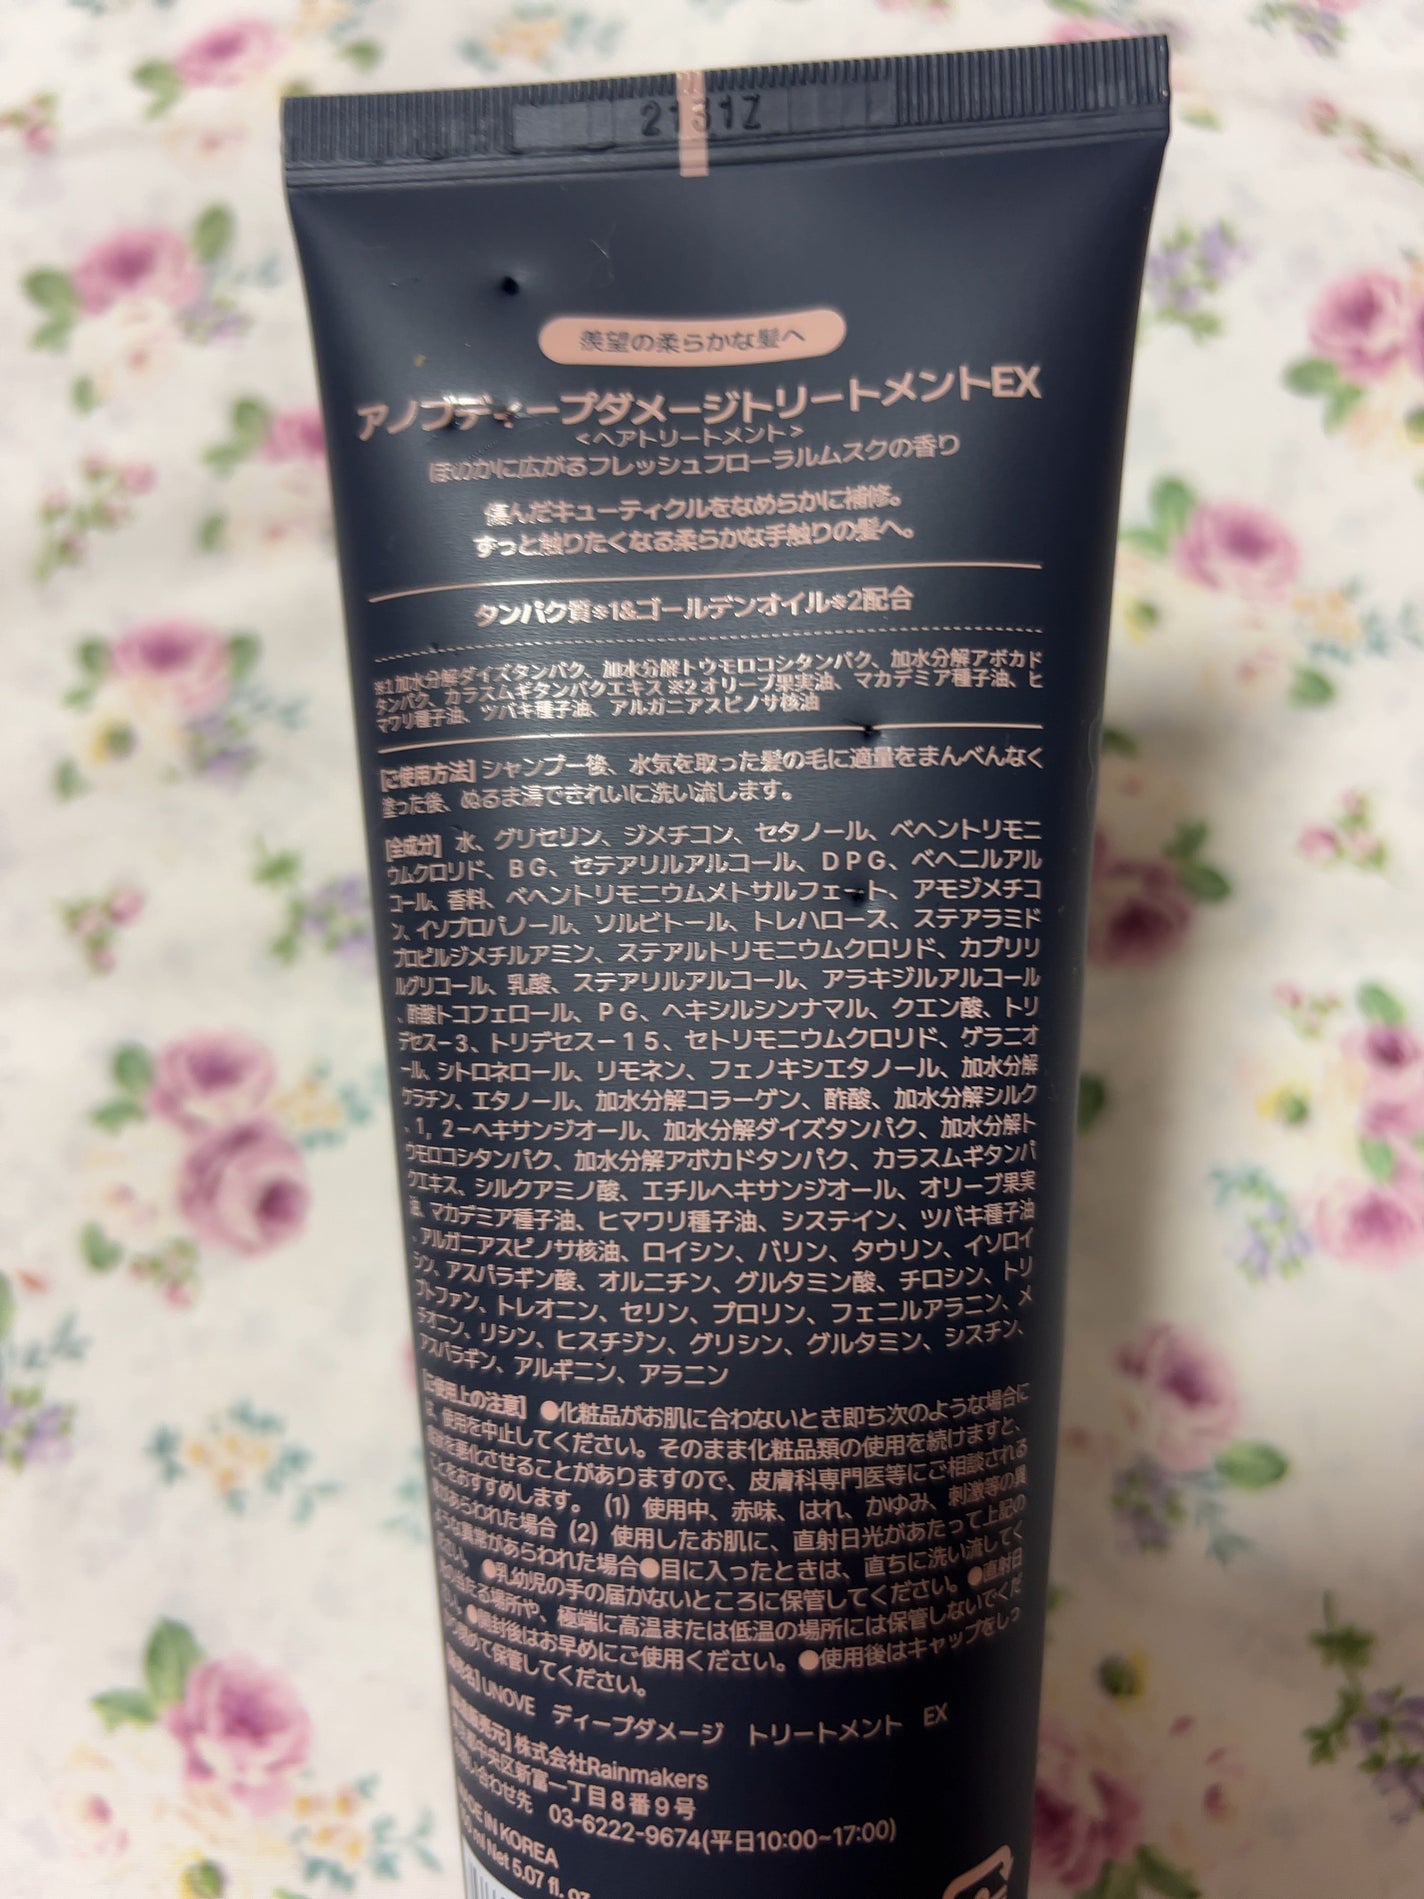 2131Z
羨望の柔らかな髪へ
アノブディープダメージトリートメントEX
<ヘアトリートメント>
ほのかに広がるフレッシュフローラルムスクの香り
傷んだキューティクルをなめらかに補修。
ずっと触りたくなる柔らかな手触りの髪へ。
タンパク質※1&ゴールデンオイル※2配合
※1加水分解ダイズタンパク、加水分解トウモロコシタンパク、加水分解アボカド
タンパク、カラスムギタンパクエキス ※2オリーブ果実油、マカデミア種子油、ヒ
マワリ種子油、ツバキ種子油、アルガニアスピノサ核油
[ご使用方法] シャンプー後、水気を取った髪の毛に適量をまんべんなく
塗った後、ぬるま湯できれいに洗い流します。
[全成分] 水、グリセリン、ジメチコン、セタノール、ベヘントリモニ
ウムクロリド、BG、セテアリルアルコール、DPG、ベヘニルアル
コール、香料、ベヘントリモニウムメトサルフェート、アモジメチコ
ン、イソプロパノール、ソルビトール、トレハロース、ステアラミド
プロピルジメチルアミン、ステアルトリモニウムクロリド、カプリリ
ルグリコール、乳酸、ステアリルアルコール、アラキジルアルコール
、酢酸トコフェロール、PG、ヘキシルシンナマル、クエン酸、トリ
デセス-3、トリデセス-15、セトリモニウムクロリド、ゲラニオ
ール、シトロネロール、リモネン、フェノキシエタノール、加水分解
ケラチン、エタノール、加水分解コラーゲン、酢酸、加水分解シルク
、1,2-ヘキサンジオール、加水分解ダイズタンパク、加水分解ト
ウモロコシタンパク、加水分解アボカドタンパク、カラスムギタンパ
クエキス、シルクアミノ酸、エチルヘキサンジオール、オリーブ果実
油、マカデミア種子油、ヒマワリ種子油、システイン、ツバキ種子油
、アルガニアスピノサ核油、ロイシン、バリン、タウリン、イソロイ
シン、アスパラギン酸、オルニチン、グルタミン酸、チロシン、トリ
プトファン、トレオニン、セリン、プロリン、フェニルアラニン、メ
チオニン、リシン、ヒスチジン、グリシン、グルタミン、シスチン、
アスパラギン、アルギニン、アラニン
[ご使用上の注意] ●化粧品がお肌に合わないとき即ち次のような場合に
は、使用を中止してください。そのまま化粧品類の使用を続けますと、
を悪化させることがありますので、皮膚科専門医等にご相談される
ことをおすすめします。(1) 使用中、赤味、はれ、かゆみ、刺激等の異
常があらわれた場合 (2) 使用したお肌に、直射日光があたって上記の
ような異常があらわれた場合●目に入ったときは、直ちに洗い流して
ください。●乳幼児の手の届かないところに保管してください。●直射日
の当たる場所や、極端に高温または低温の場所には保管しないでくだ
●開封後はお早めにご使用ください。●使用後はキャップをしっ
閉めて保管してください。
UNOVE ディープダメージ トリートメント EX
株式会社Rainmakers
中央区新富一丁目8番9号
合わせ先 03-6222-9674(平日10:00~17:00)
MADE IN KOREA
ml Net 5.07 fl. oz